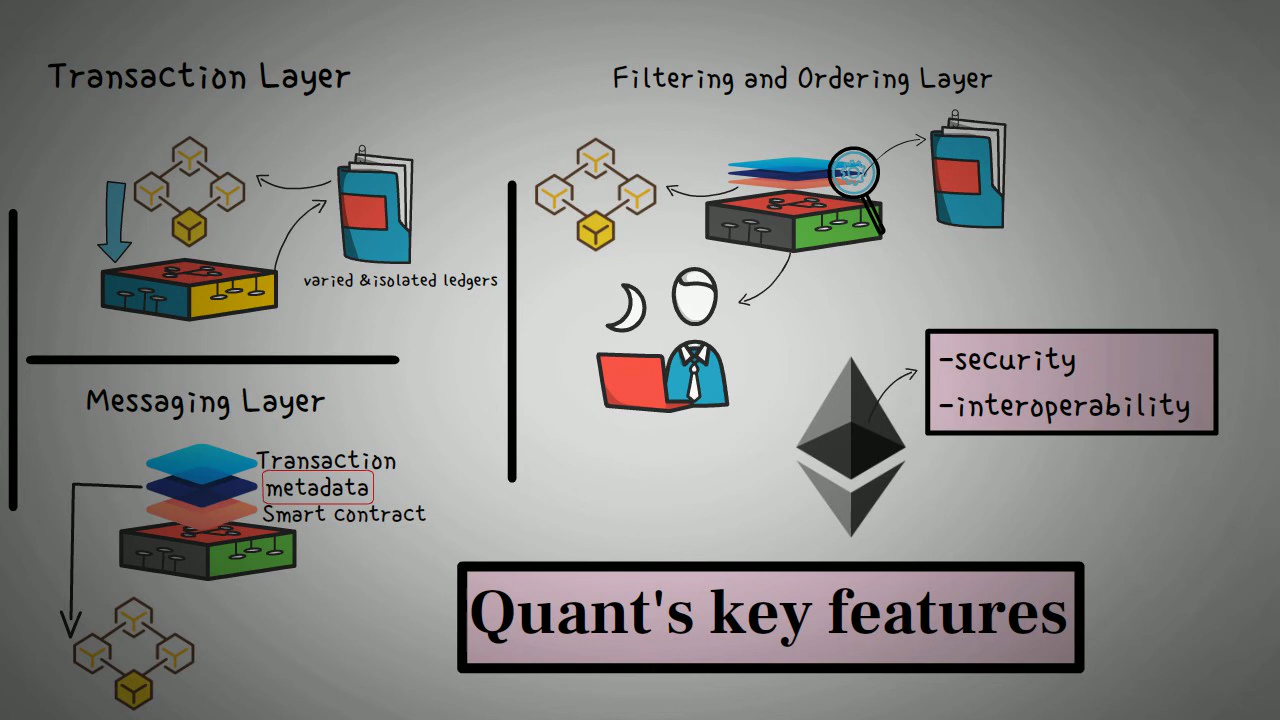 Transaction Layer
varied &isolated ledgers
Messaging Layer
Transaction
metadata
Smart contract
Filtering and Ordering Layer
-security
-interoperability
Quant's key features